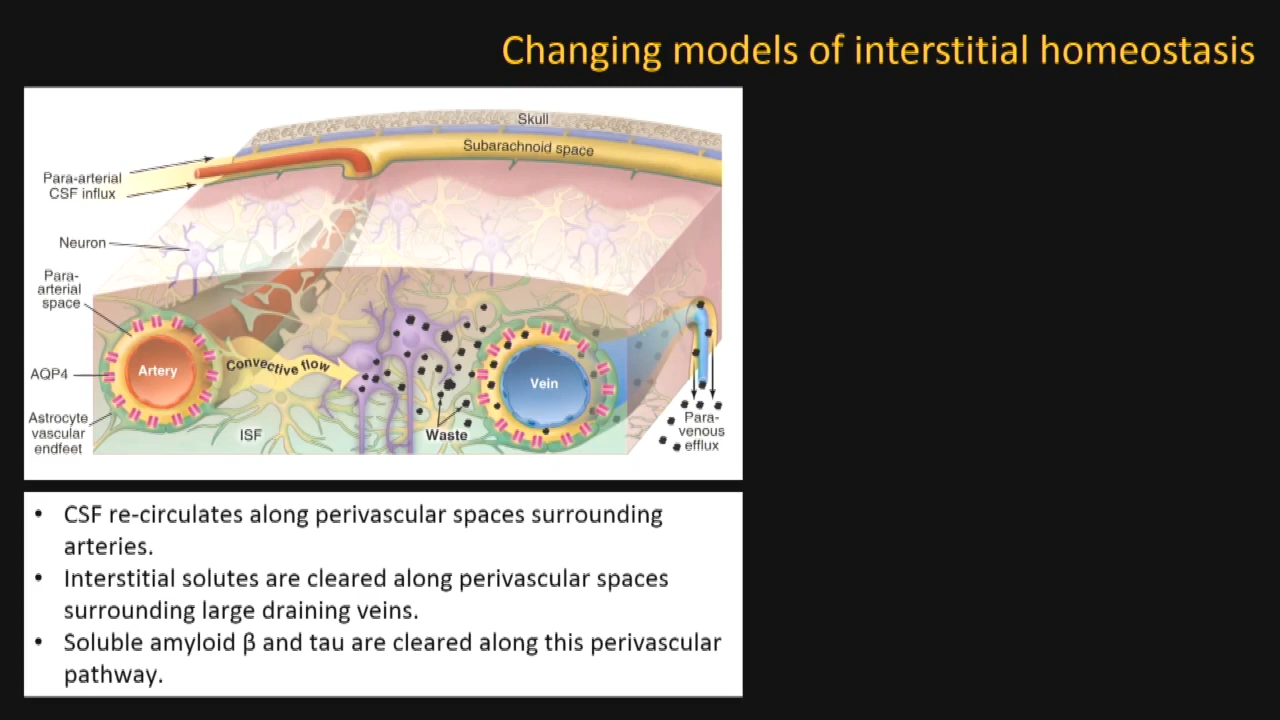 Changing models of interstitial homeostasis
Skull
Subarachnoid space
Para-arterial
CSF influx
Neuron
Para-
arterial
space
Artery
Convective flow
Vein
AQP4
Astrocyte
vascular
endfeet
ISF
Waste
Para-
venous
efflux
• CSF re-circulates along perivascular spaces surrounding
arteries.
• Interstitial solutes are cleared along perivascular spaces
surrounding large draining veins.
• Soluble amyloid β and tau are cleared along this perivascular
pathway.